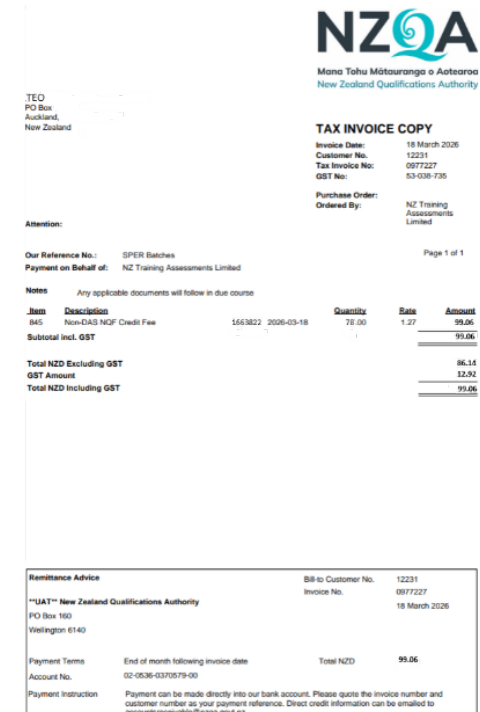 NZQA
Mana Tohu Mātauranga o Aotearoa
New Zealand Qualifications Authority
.TEO
PO Box
Auckland,
New Zealand
TAX INVOICE COPY
Invoice Date: 18 March 2026
Customer No. 12231
Tax Invoice No: 0977227
GST No: 53-038-735
Purchase Order:
Ordered By: NZ Training
Assessments
Limited
Attention:
Our Reference No.: SPER Batches Page 1 of 1
Payment on Behalf of: NZ Training Assessments Limited
Notes Any applicable documents will follow in due course
Item Description Quantity Rate Amount
845 Non-DAS NQF Credit Fee 1663822 2026-03-18 78.00 1.27 99.06
Subtotal incl. GST 99.06
Total NZD Excluding GST 86.14
GST Amount 12.92
Total NZD Including GST 99.06
Remittance Advice Bill-to Customer No. 12231
Invoice No. 0977227
**UAT** New Zealand Qualifications Authority 18 March 2026
PO Box 160
Wellington 6140
Payment Terms End of month following invoice date Total NZD 99.06
Account No. 02-0536-0370579-00
Payment Instruction Payment can be made directly into our bank account. Please quote the invoice number and
customer number as your payment reference. Direct credit information can be emailed to